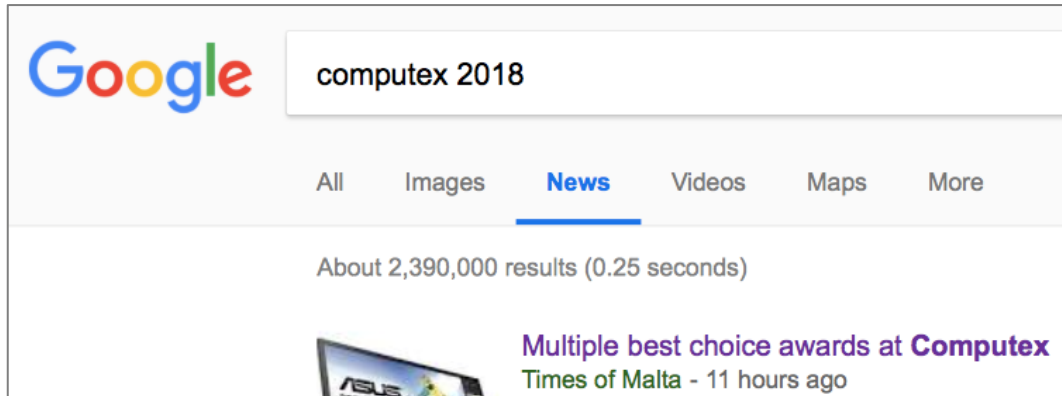 Google
computex 2018
All Images News Videos Maps More
About 2,390,000 results (0.25 seconds)
Multiple best choice awards at Computex
Times of Malta - 11 hours ago
ASUS